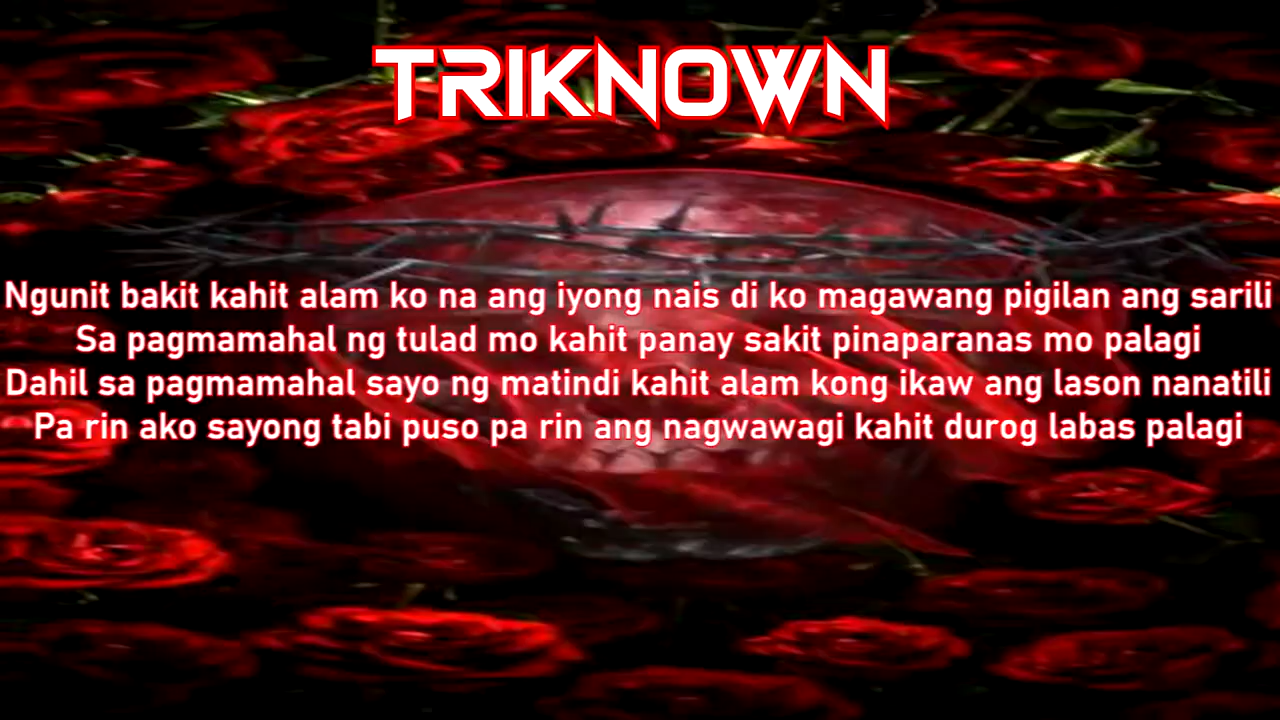 TRIKNOWN
Ngunit bakit kahit alam ko na ang iyong nais di ko magawang pigilan ang sarili
Sa pagmamahal ng tulad mo kahit panay sakit pinaparanas mo palagi
Dahil sa pagmamahal sayo ng matindi kahit alam kong ikaw ang lason nanatili
Pa rin ako sayong tabi puso pa rin ang nagwawagi kahit durog labas palagi